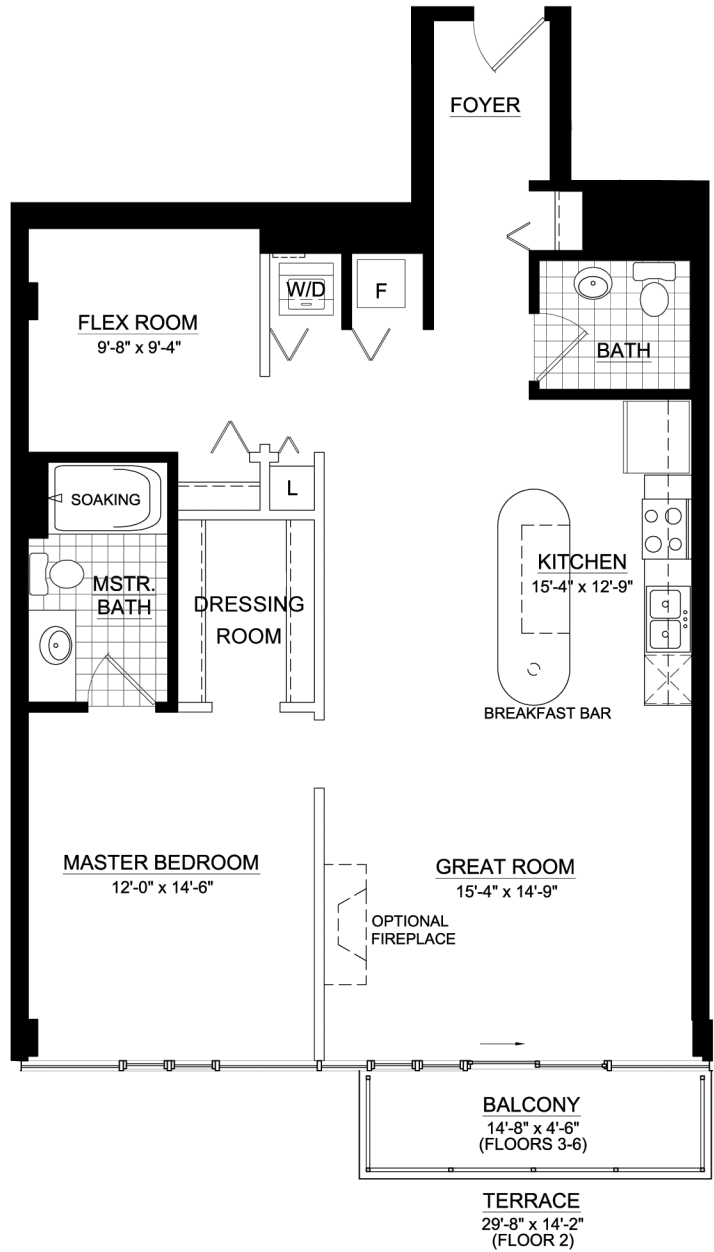 FOYER
W/D
F
FLEX ROOM
9'-8" x 9'-4"
BATH
L
SOAKING
KITCHEN
15'-4" x 12'-9"
MSTR.
BATH
DRESSING
ROOM
BREAKFAST BAR
MASTER BEDROOM
12'-0" x 14'-6"
GREAT ROOM
15'-4" x 14'-9"
OPTIONAL
FIREPLACE
BALCONY
14'-8" x 4'-6"
(FLOORS 3-6)
TERRACE
29'-8" x 14'-2"
(FLOOR 2)